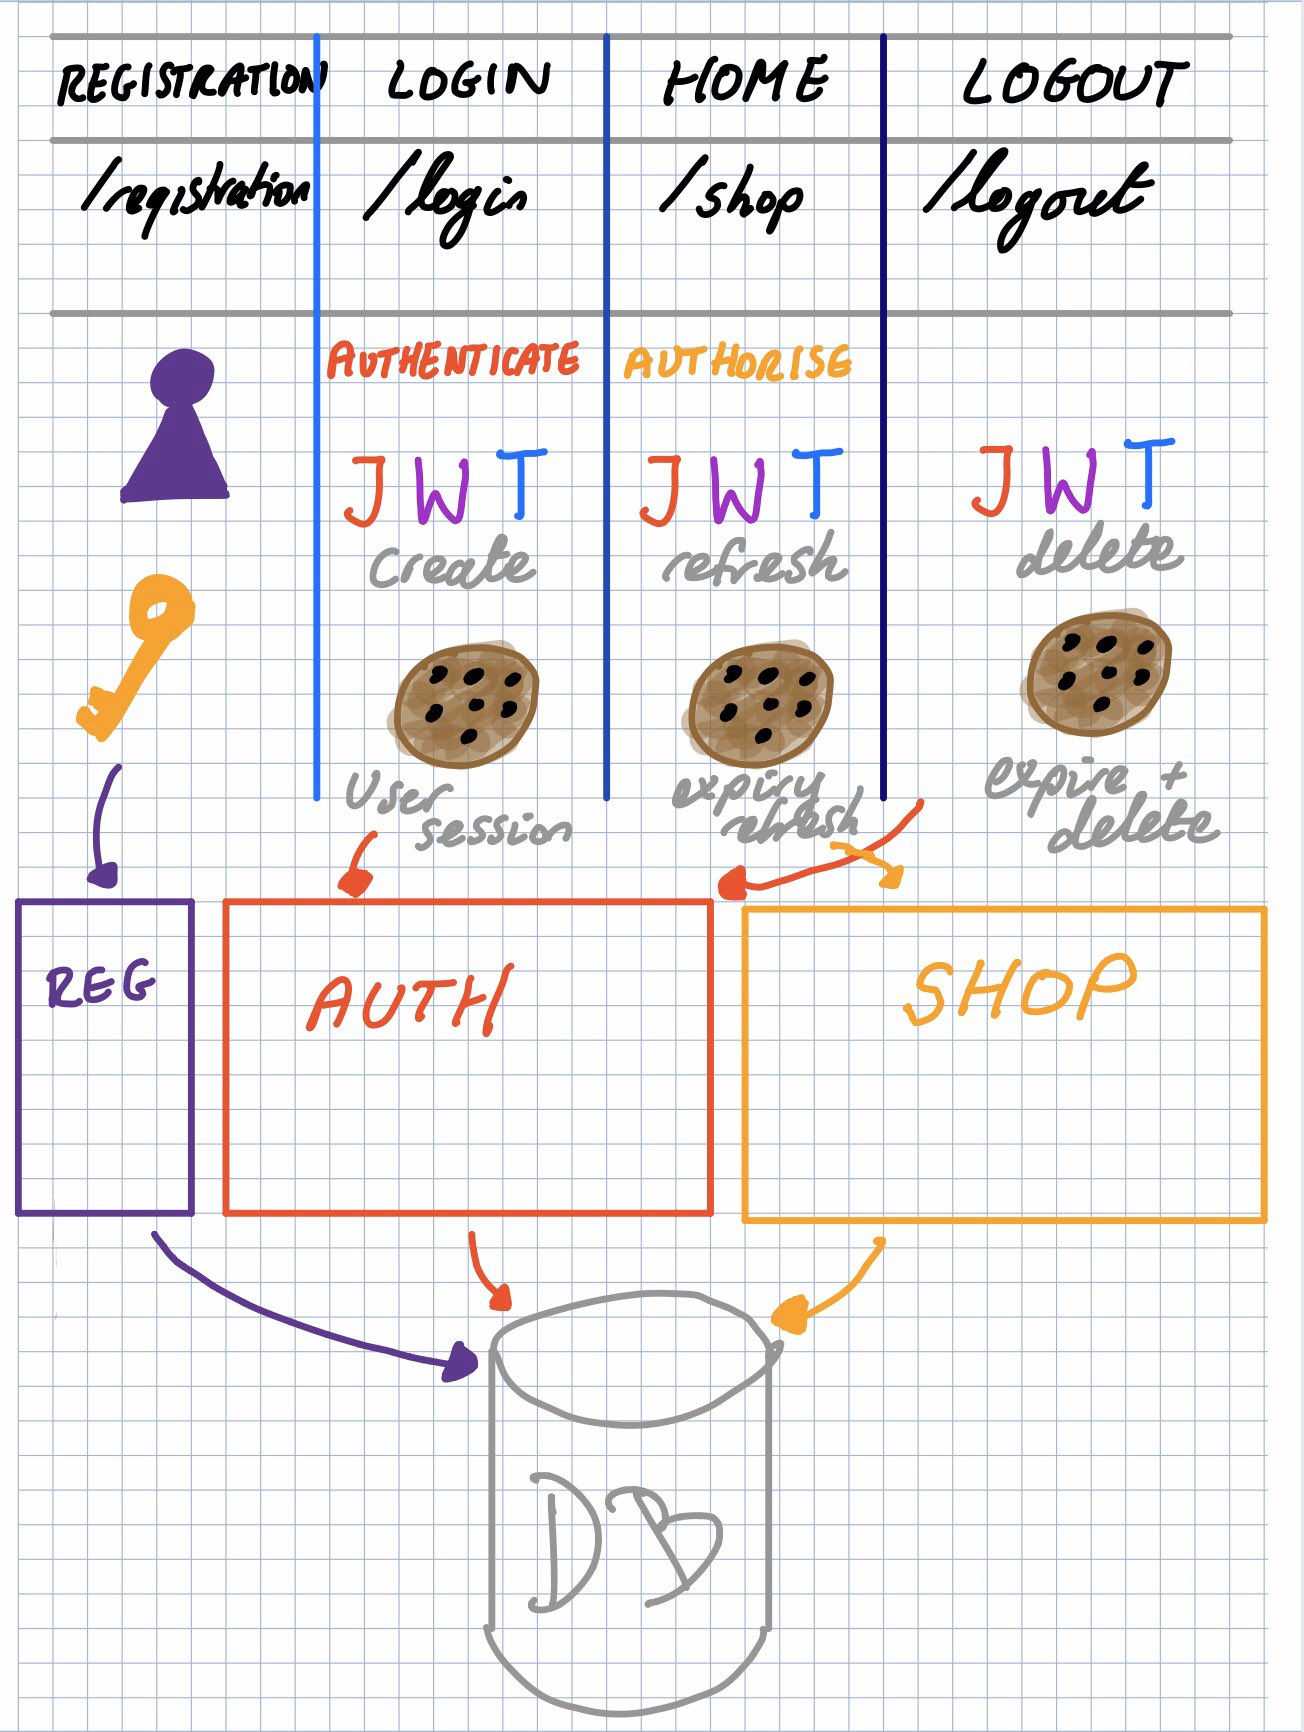 REGISTRATION LOGIN HOME LOGOUT
/registration /login /shop /logout
AUTHENTICATE AUTHORISE
JWT JWT JWT
create refresh delete
user expiry expire +
session refresh delete
REG AUTH SHOP
DB